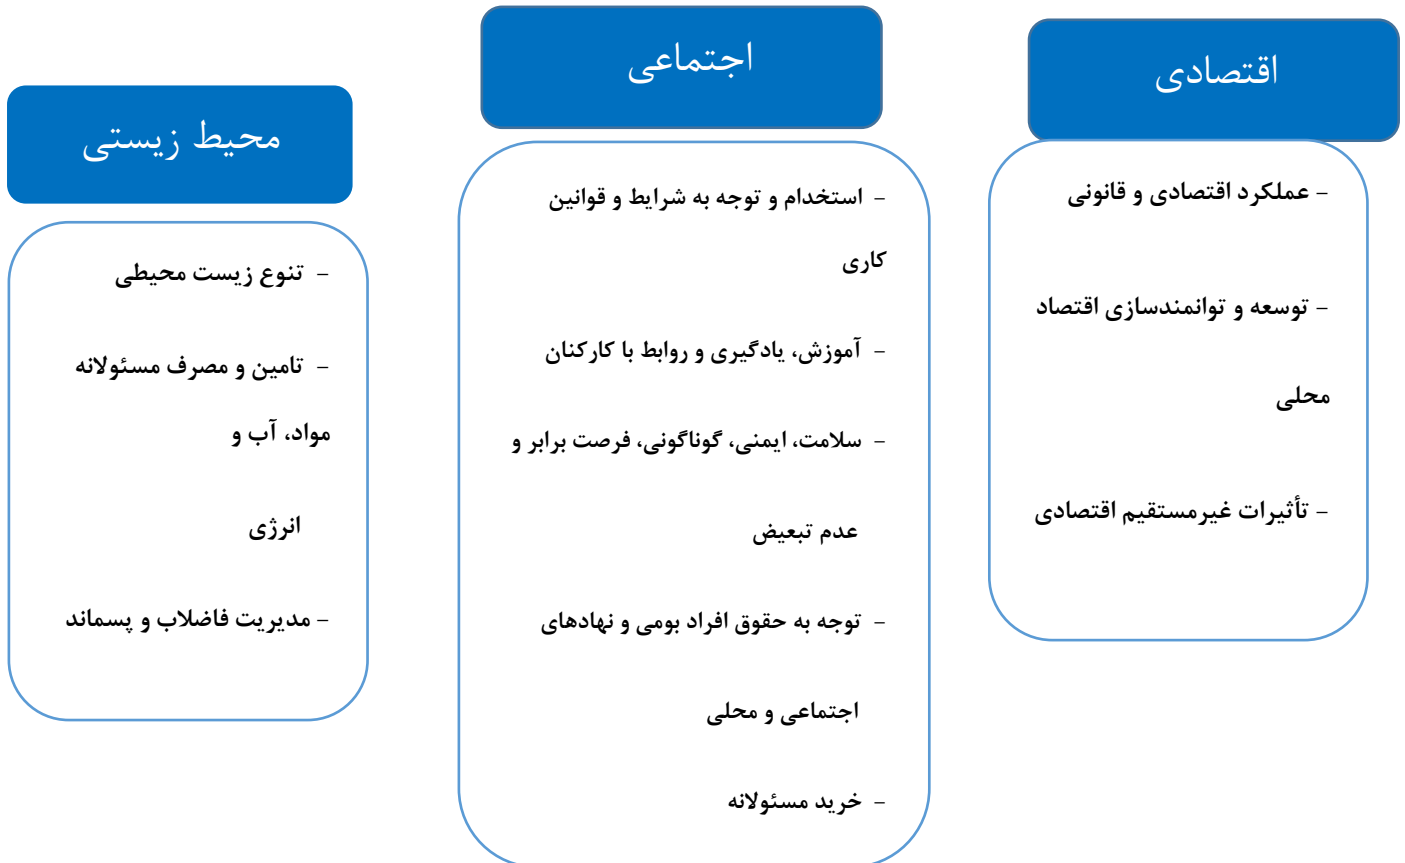 اقتصادی
– عملکرد اقتصادی و قانونی
– توسعه و توانمندسازی اقتصاد
محلی
– تأثیرات غیرمستقیم اقتصادی
اجتماعی
– استخدام و توجه به شرایط و قوانین
کاری
– آموزش، یادگیری و روابط با کارکنان
– سلامت، ایمنی، گوناگونی، فرصت برابر و
عدم تبعیض
– توجه به حقوق افراد بومی و نهادهای
اجتماعی و محلی
– خرید مسئولانه
محیط زیستی
– تنوع زیست محیطی
– تامین و مصرف مسئولانه
مواد، آب و
انرژی
– مدیریت فاضلاب و پسماند